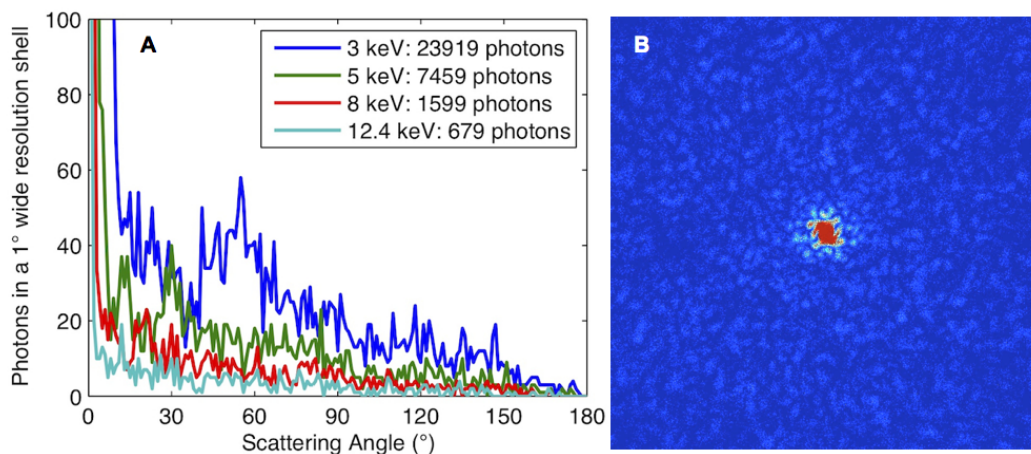 A
B
3 keV: 23919 photons
5 keV: 7459 photons
8 keV: 1599 photons
12.4 keV: 679 photons
Photons in a 1° wide resolution shell
100
80
60
40
20
0
0 30 60 90 120 150 180
Scattering Angle (°)